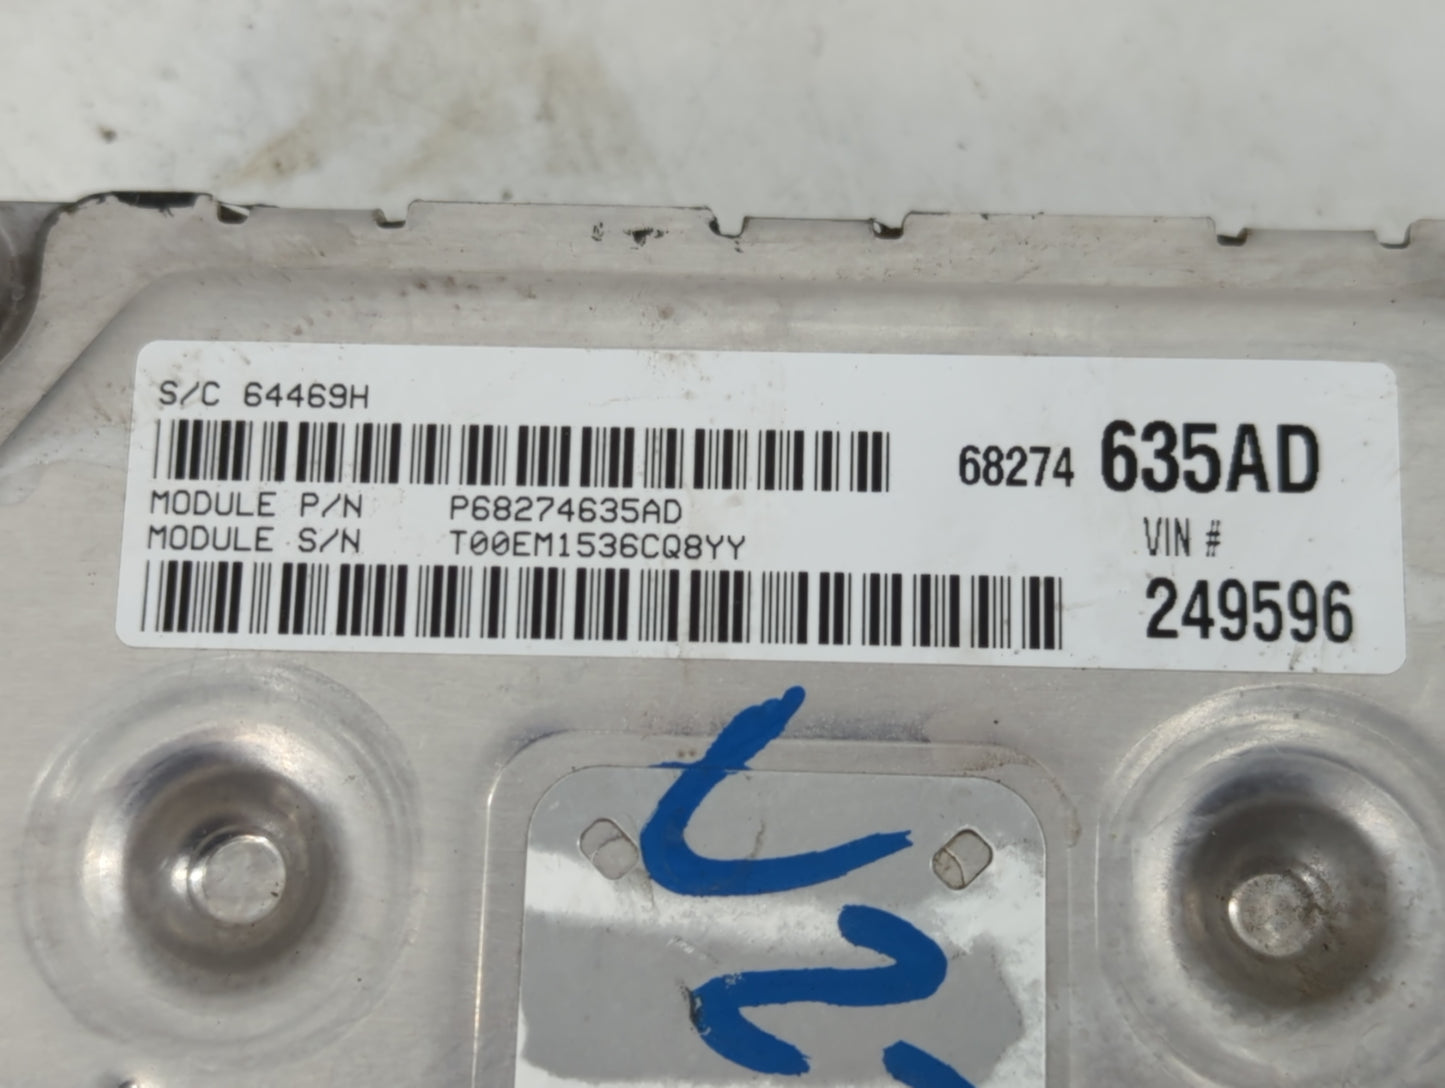 S/C 64469H
68274 635AD
MODULE P/N P68274635AD
MODULE S/N T00EM1536CQ8YY
VIN #
249596